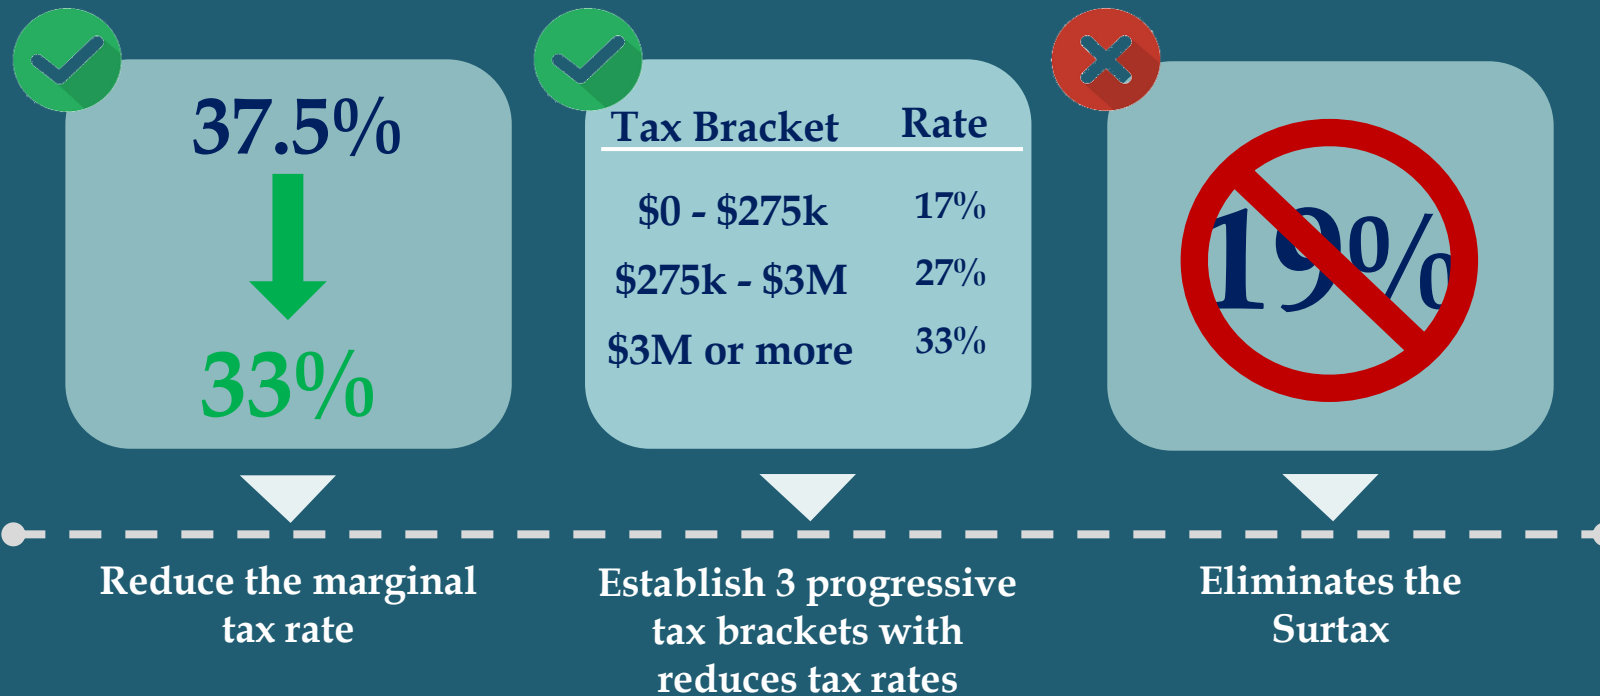 37.5%
33%
Reduce the marginal
tax rate
Tax Bracket Rate
$0 - $275k 17%
$275k - $3M 27%
$3M or more 33%
Establish 3 progressive
tax brackets with
reduces tax rates
19%
Eliminates the
Surtax